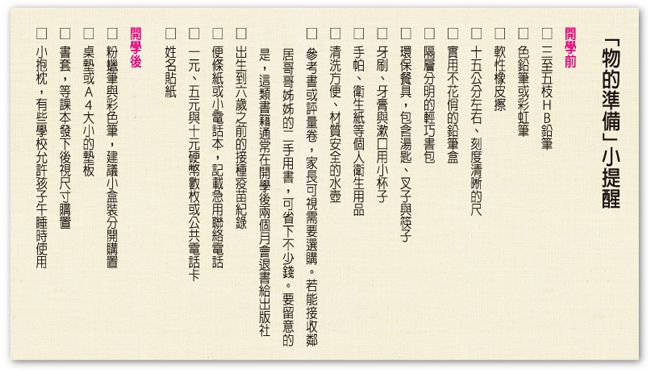 「物的準備」小提醒
開學前
□ 三至五枝HB鉛筆
□ 色鉛筆或彩虹筆
□ 軟性橡皮擦
□ 十五公分左右、刻度清晰的尺
□ 實用不花俏的鉛筆盒
□ 隔層分明的輕巧書包
□ 環保餐具，包含湯匙、叉子與筷子
□ 牙刷、牙膏與漱口用小杯子
□ 手帕、衛生紙等個人衛生用品
□ 清洗方便、材質安全的水壺
□ 參考書或評量卷，家長可視需要選購。若能接收鄰
居哥哥姊姊的二手用書，可省下不少錢。要留意的
是，這類書籍通常在開學後兩個月會退書給出版社
□ 出生到六歲之前的接種疫苗紀錄
□ 便條紙或小電話本，記載急用聯絡電話
□ 一元、五元與十元硬幣數枚或公共電話卡
□ 姓名貼紙
開學後
□ 粉蠟筆與彩色筆，建議小盒裝分開購置
□ 桌墊或A4大小的墊板
□ 書套，等課本發下後視尺寸購置
□ 小抱枕，有些學校允許孩子午睡時使用